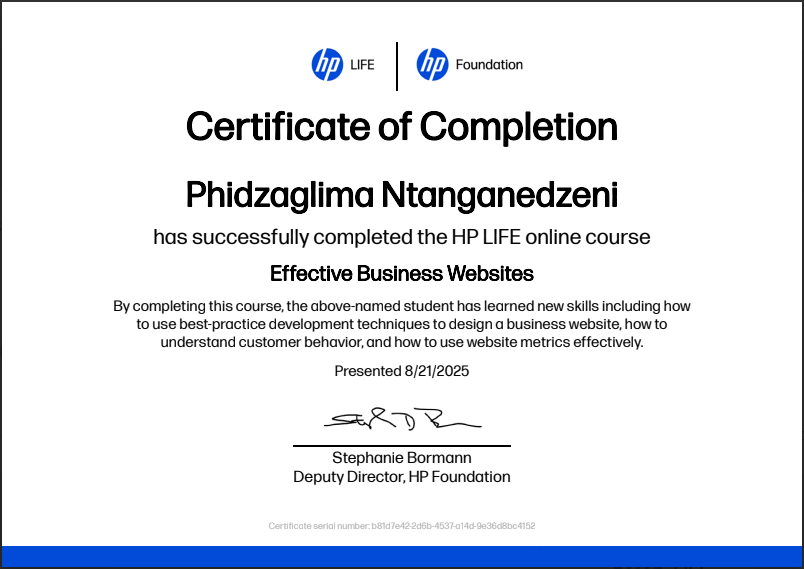 hp LIFE hp Foundation
Certificate of Completion
Phidzaglima Ntanganedzeni
has successfully completed the HP LIFE online course
Effective Business Websites
By completing this course, the above-named student has learned new skills including how
to use best-practice development techniques to design a business website, how to
understand customer behavior, and how to use website metrics effectively.
Presented 8/21/2025
Stephanie Bormann
Deputy Director, HP Foundation
Certificate serial number: b81d7e42-2d6b-4537-a14d-9e36d8bc4152